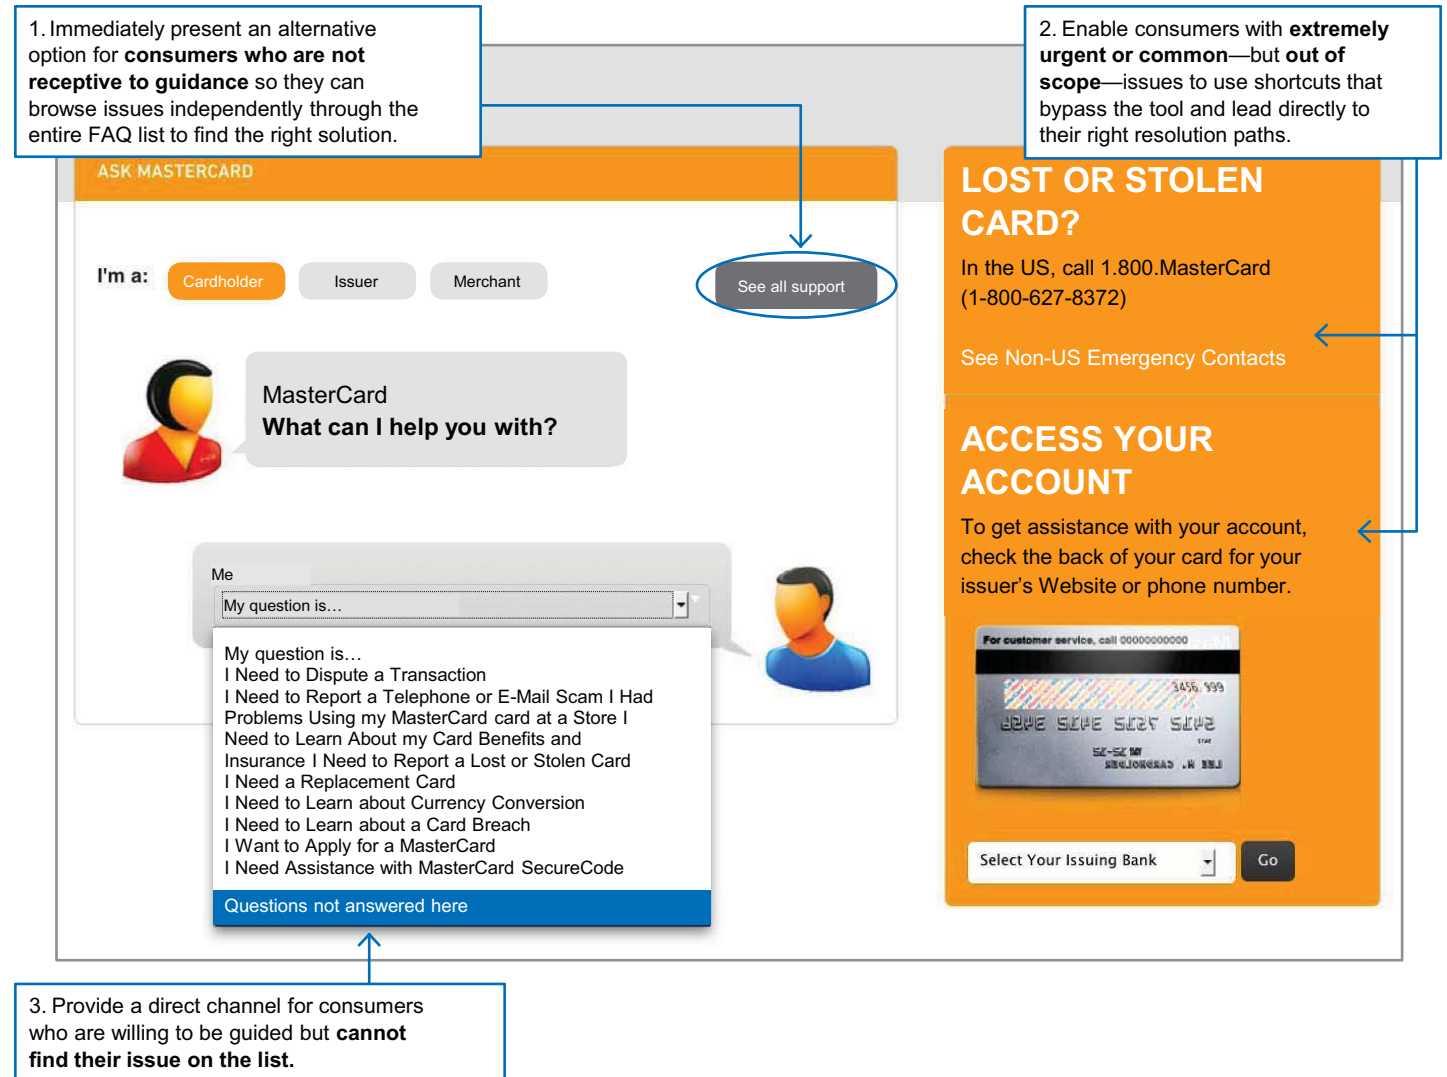 1. Immediately present an alternative
option for consumers who are not
receptive to guidance so they can
browse issues independently through the
entire FAQ list to find the right solution.
2. Enable consumers with extremely
urgent or common—but out of
scope—issues to use shortcuts that
bypass the tool and lead directly to
their right resolution paths.
ASK MASTERCARD
I'm a:
Cardholder
Issuer
Merchant
See all support
MasterCard
What can I help you with?
Me
My question is…
My question is…
I Need to Dispute a Transaction
I Need to Report a Telephone or E-Mail Scam I Had
Problems Using my MasterCard card at a Store I
Need to Learn About my Card Benefits and
Insurance I Need to Report a Lost or Stolen Card
I Need a Replacement Card
I Need to Learn about Currency Conversion
I Need to Learn about a Card Breach
I Want to Apply for a MasterCard
I Need Assistance with MasterCard SecureCode
Questions not answered here
LOST OR STOLEN
CARD?
In the US, call 1.800.MasterCard
(1-800-627-8372)
See Non-US Emergency Contacts
ACCESS YOUR
ACCOUNT
To get assistance with your account,
check the back of your card for your
issuer's Website or phone number.
For customer service, call 00000000000
3456 999
Select Your Issuing Bank
Go
3. Provide a direct channel for consumers
who are willing to be guided but cannot
find their issue on the list.